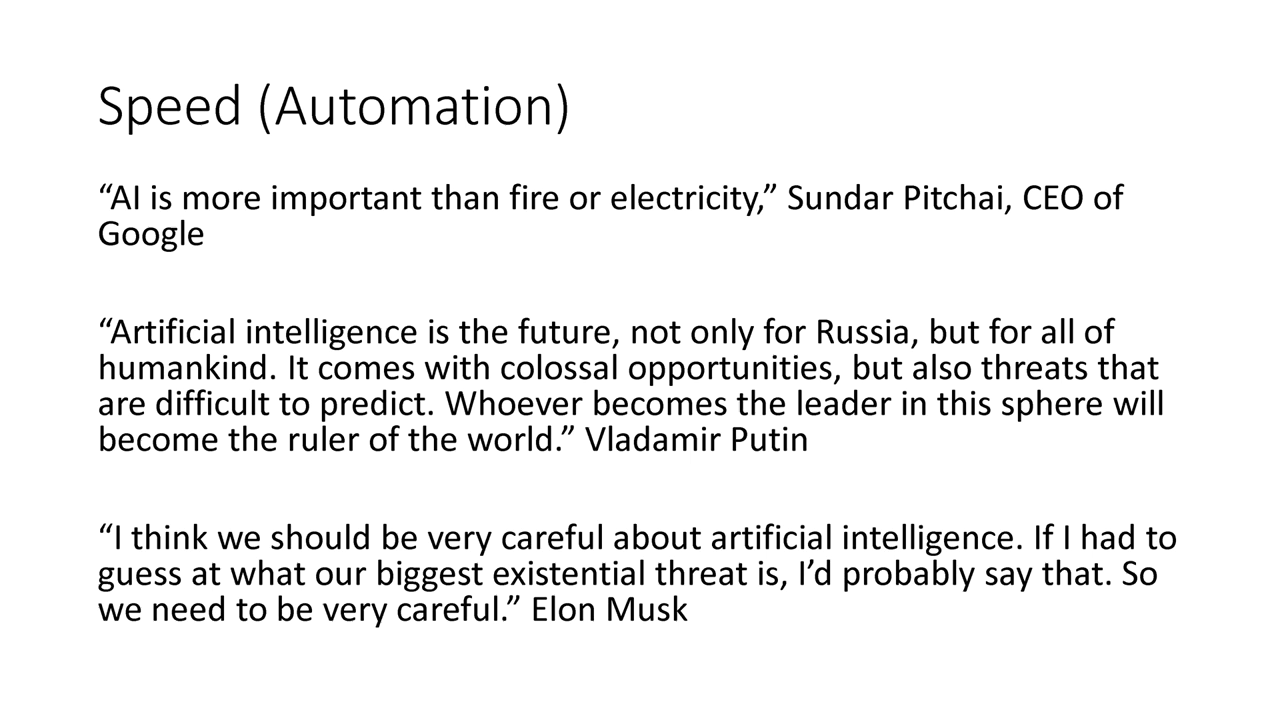 Speed (Automation)
“AI is more important than fire or electricity,” Sundar Pitchai, CEO of
Google
“Artificial intelligence is the future, not only for Russia, but for all of
humankind. It comes with colossal opportunities, but also threats that
are difficult to predict. Whoever becomes the leader in this sphere will
become the ruler of the world.” Vladamir Putin
“I think we should be very careful about artificial intelligence. If I had to
guess at what our biggest existential threat is, I’d probably say that. So
we need to be very careful.” Elon Musk